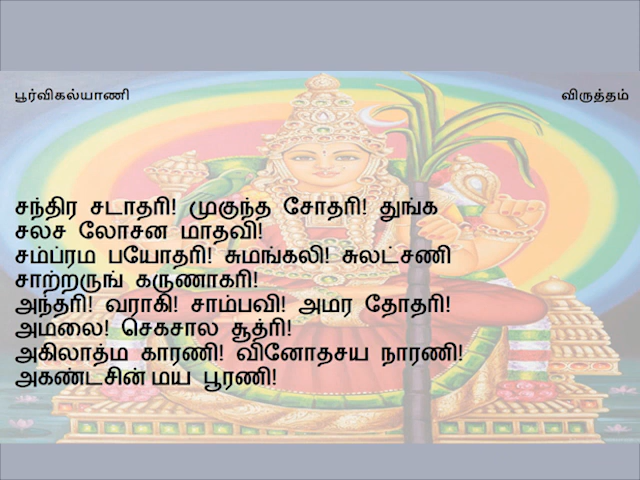 பூர்விகல்யாணி விருத்தம்
சந்திர சடாதரி! முகுந்த சோதரி! துங்க
சலச லோசன மாதவி!
சம்ப்ரம பயோதரி! சுமங்கலி! சுலட்சணி
சாற்றருங் கருணாகரி!
அந்தரி! வராகி! சாம்பவி! அமர தோதரி!
அமலை! செகசால சூத்ரி!
அகிலாத்ம காரணி! வினோதசய நாரணி!
அகண்டசின் மய பூரணி!